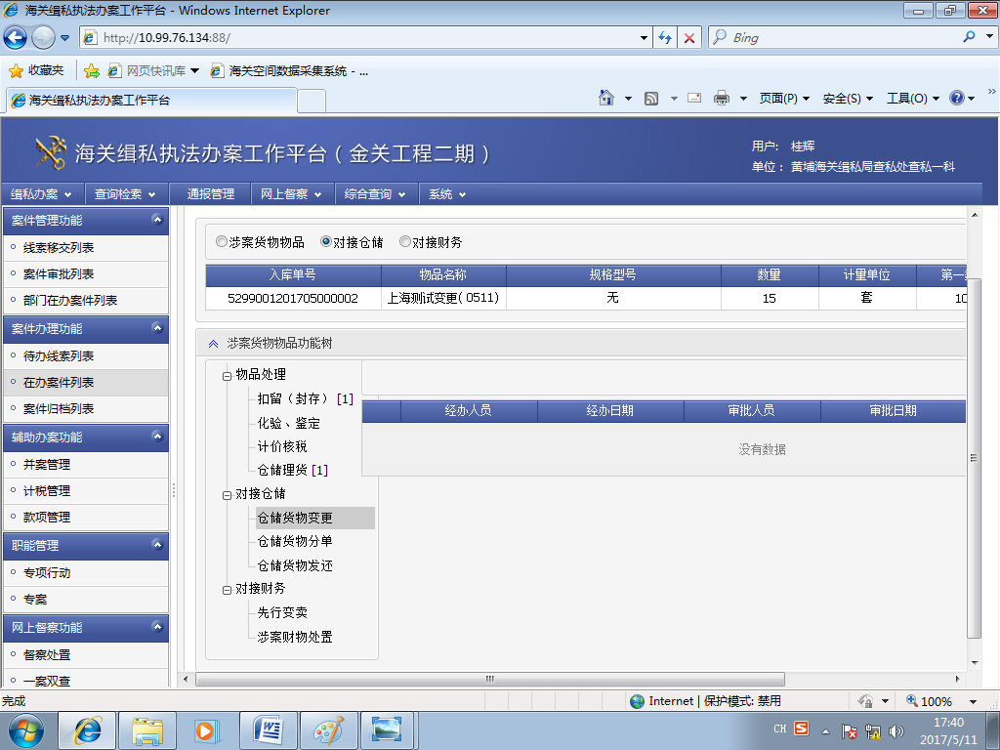 海关缉私执法办案工作平台 - Windows Internet Explorer
http://10.99.76.134:88/
Bing
收藏夹 网页快讯库 海关空间数据采集系统 - ...
海关缉私执法办案工作平台
页面(P) 安全(S) 工具(O)
海关缉私执法办案工作平台（金关工程二期）
用户： 桂辉
单位： 黄埔海关缉私局查私处查私一科
缉私办案 查询检索 通报管理 网上督察 综合查询 系统
案件管理功能
线索移交列表
案件审批列表
部门在办案件列表
案件办理功能
待办线索列表
在办案件列表
案件归档列表
辅助办案功能
并案管理
计税管理
款项管理
职能管理
专项行动
专案
网上督察功能
督察处置
一案双查
涉案货物物品 对接仓储 对接财务
入库单号 物品名称 规格型号 数量 计量单位 第一
5299001201705000002 上海测试变更( 0511) 无 15 套 10
涉案货物物品功能树
物品处理
扣留（封存） [1]
化验、鉴定
计价核税
仓储理货 [1]
对接仓储
仓储货物变更
仓储货物分单
仓储货物发还
对接财务
先行变卖
涉案财物处置
经办人员 经办日期 审批人员 审批日期
没有数据
完成
Internet | 保护模式: 禁用
100%
CH
17:40
2017/5/11